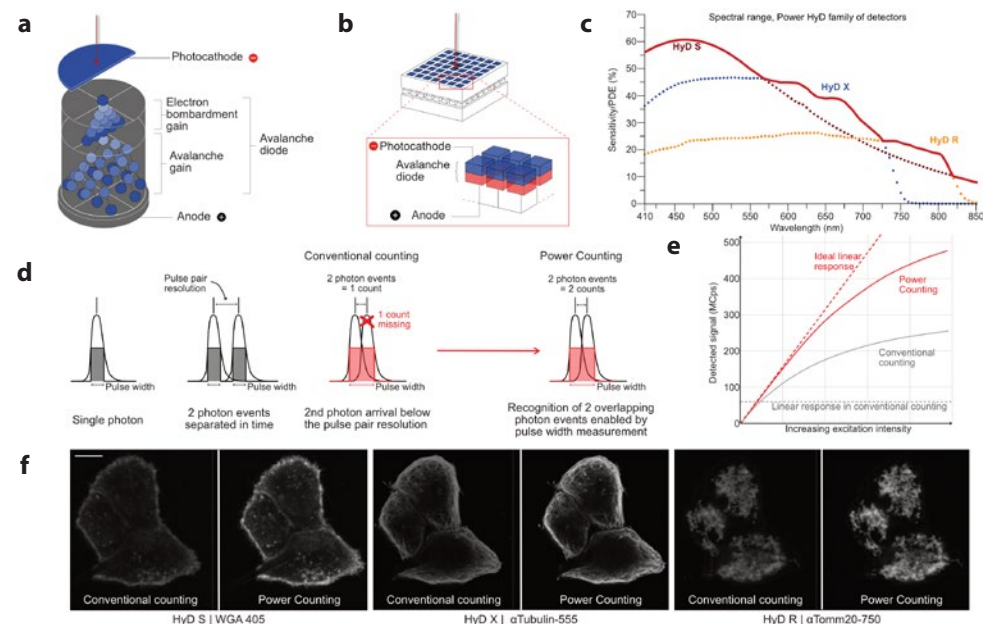 a
Photocathode −
Electron
bombardment
gain
Avalanche
gain
Avalanche
diode
Anode +
b
− Photocathode
Avalanche
diode
+ Anode
c
Spectral range, Power HyD family of detectors
Sensitivity/PDE (%)
70
60
50
40
30
20
10
0
HyD S
HyD X
HyD R
410 450 500 550 600 650 700 750 800 850
Wavelength (nm)
d
Pulse width
Single photon
Pulse pair
resolution
Pulse width
2 photon events
separated in time
Conventional counting
2 photon events
= 1 count
1 count
missing
Pulse width
2nd photon arrival below
the pulse pair resolution
Power Counting
2 photon events
= 2 counts
Pulse width
Recognition of 2 overlapping
photon events enabled by
pulse width measurement
e
Detected signal (MCps)
500
400
300
200
100
0
Ideal linear
response
Power
Counting
Conventional
counting
Linear response in conventional counting
Increasing excitation intensity
f
Conventional counting
Power Counting
HyD S | WGA 405
Conventional counting
Power Counting
HyD X | αTubulin-555
Conventional counting
Power Counting
HyD R | αTomm20-750